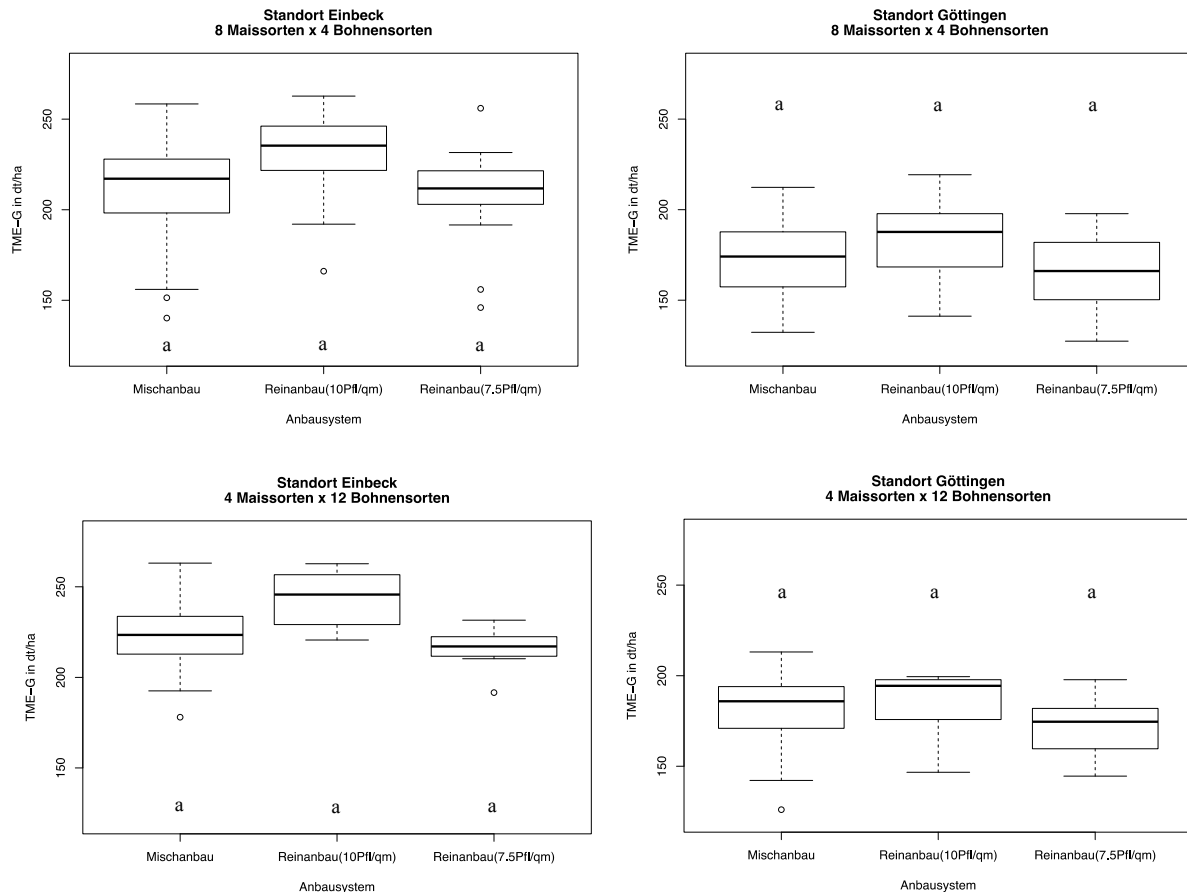 Standort Einbeck
8 Maissorten x 4 Bohnensorten
TME−G in dt/ha
250
200
150
a a a
Mischanbau Reinanbau(10Pfl/qm) Reinanbau(7.5Pfl/qm)
Anbausystem
Standort Göttingen
8 Maissorten x 4 Bohnensorten
TME−G in dt/ha
250
200
150
a a a
Mischanbau Reinanbau(10Pfl/qm) Reinanbau(7.5Pfl/qm)
Anbausystem
Standort Einbeck
4 Maissorten x 12 Bohnensorten
TME−G in dt/ha
250
200
150
a a a
Mischanbau Reinanbau(10Pfl/qm) Reinanbau(7.5Pfl/qm)
Anbausystem
Standort Göttingen
4 Maissorten x 12 Bohnensorten
TME−G in dt/ha
250
200
150
a a a
Mischanbau Reinanbau(10Pfl/qm) Reinanbau(7.5Pfl/qm)
Anbausystem